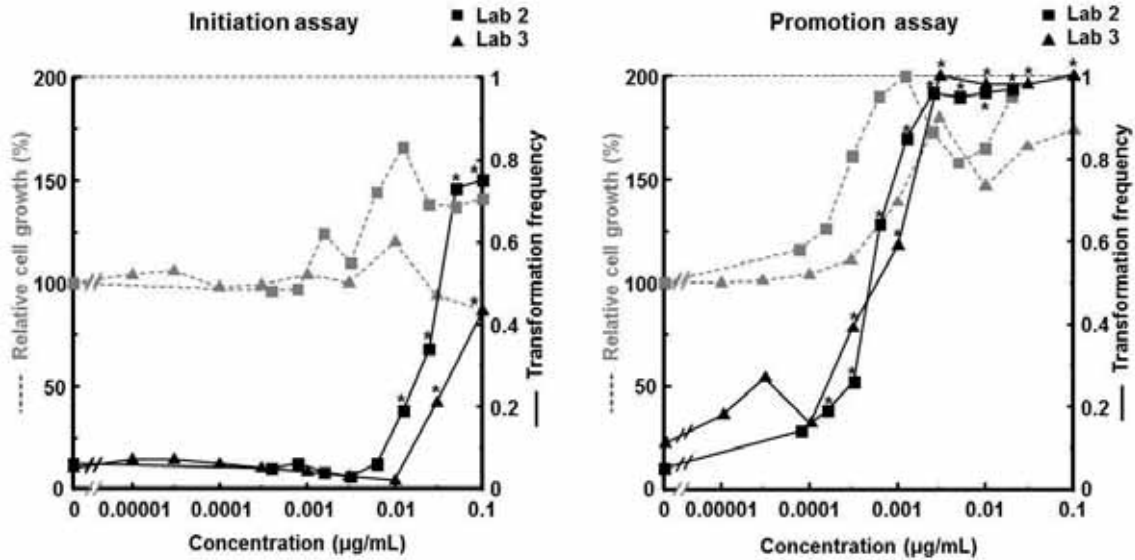 Initiation assay
Lab 2
Lab 3
200
150
100
50
0
1
0.8
0.6
0.4
0.2
0
Relative cell growth (%)
Transformation frequency
* * * * * *
0 0.00001 0.001 0.01 0.1
Concentration (µg/mL)
Promotion assay
Lab 2
Lab 3
200
150
100
50
0
1
0.8
0.6
0.4
0.2
0
Relative cell growth (%)
Transformation frequency
0 0.00001 0.0001 0.001 0.01 0.1
Concentration (µg/mL)